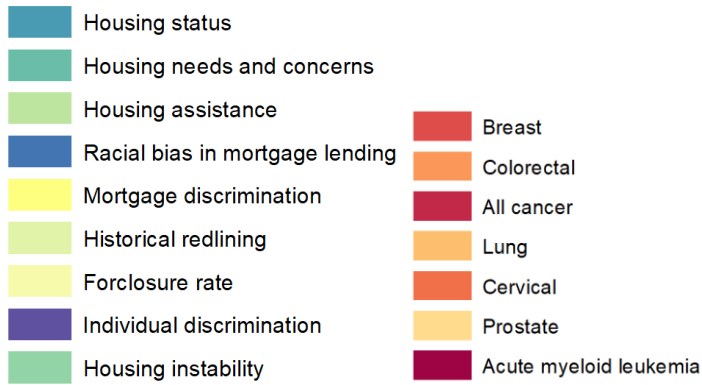 Housing status
Housing needs and concerns
Housing assistance
Racial bias in mortgage lending
Mortgage discrimination
Historical redlining
Forclosure rate
Individual discrimination
Housing instability
Breast
Colorectal
All cancer
Lung
Cervical
Prostate
Acute myeloid leukemia